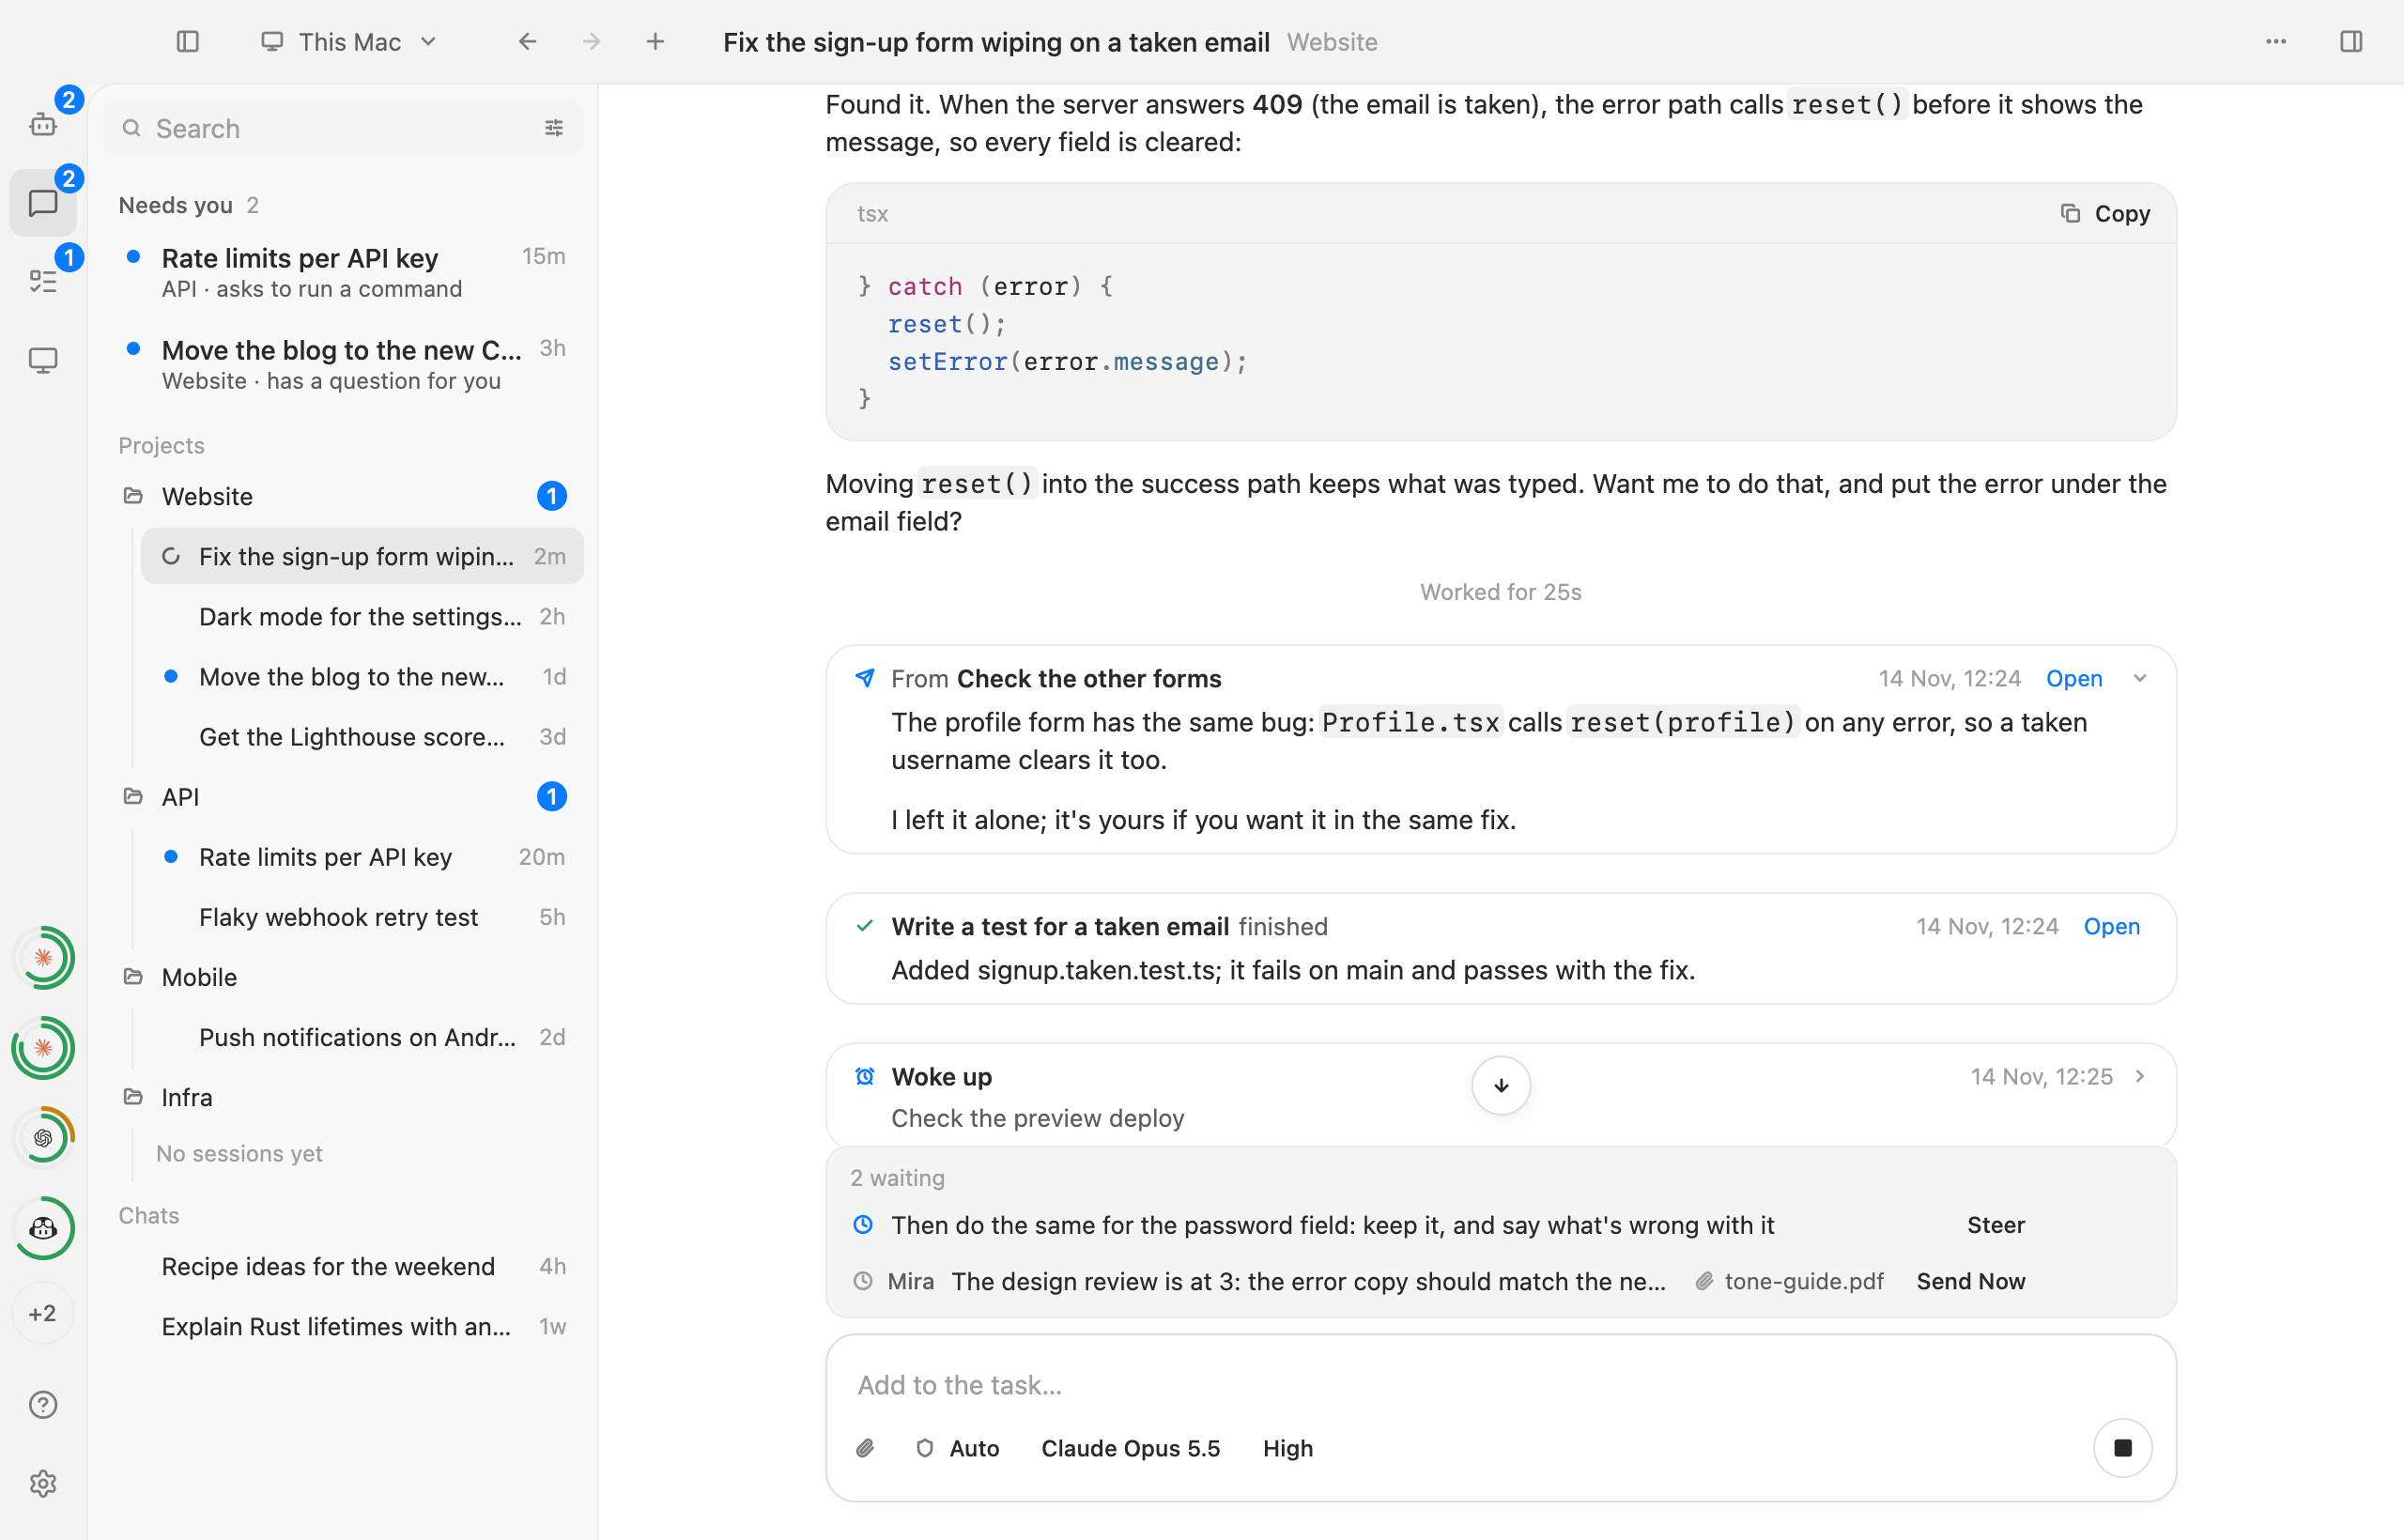 This Mac
Fix the sign-up form wiping on a taken email Website
2
2
1
+2
Search
Needs you 2
Rate limits per API key 15m
API · asks to run a command
Move the blog to the new C... 3h
Website · has a question for you
Projects
Website 1
Fix the sign-up form wipin... 2m
Dark mode for the settings... 2h
Move the blog to the new... 1d
Get the Lighthouse score... 3d
API 1
Rate limits per API key 20m
Flaky webhook retry test 5h
Mobile
Push notifications on Andr... 2d
Infra
No sessions yet
Chats
Recipe ideas for the weekend 4h
Explain Rust lifetimes with an... 1w
Found it. When the server answers 409 (the email is taken), the error path calls reset() before it shows the
message, so every field is cleared:
tsx Copy
} catch (error) {
reset();
setError(error.message);
}
Moving reset() into the success path keeps what was typed. Want me to do that, and put the error under the
email field?
Worked for 25s
From Check the other forms 14 Nov, 12:24 Open
The profile form has the same bug: Profile.tsx calls reset(profile) on any error, so a taken
username clears it too.
I left it alone; it's yours if you want it in the same fix.
Write a test for a taken email finished 14 Nov, 12:24 Open
Added signup.taken.test.ts; it fails on main and passes with the fix.
Woke up 14 Nov, 12:25
Check the preview deploy
2 waiting
Then do the same for the password field: keep it, and say what's wrong with it Steer
Mira The design review is at 3: the error copy should match the ne... tone-guide.pdf Send Now
Add to the task...
Auto Claude Opus 5.5 High